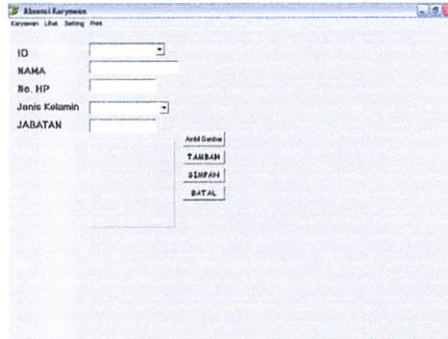 Absensi Karyawan
Karyawan Lihat Setting Print
ID
NAMA
No. HP
Jenis Kelamin
JABATAN
Ambil Gambar
TAMBAH
SIMPAN
BATAL